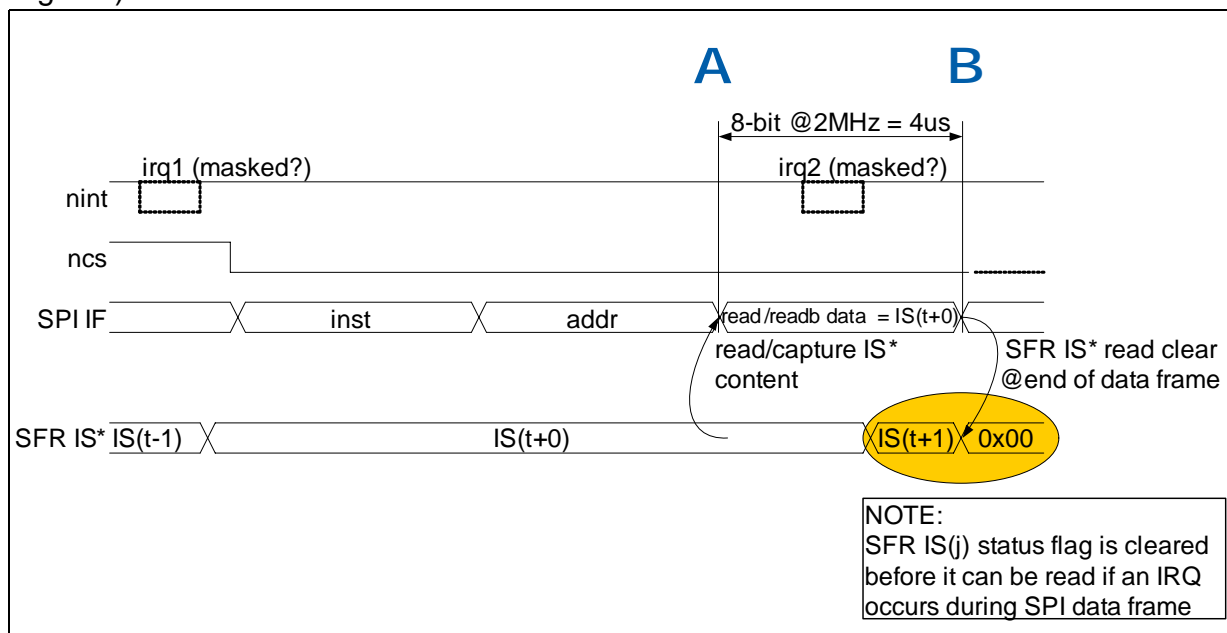 A B
8-bit @2MHz = 4us
irq1 (masked?) irq2 (masked?)
nint
ncs
SPI IF inst addr read/readb data = IS(t+0)
read/capture IS*
content
SFR IS* read clear
@end of data frame
SFR IS* IS(t-1) IS(t+0) IS(t+1) 0x00
NOTE:
SFR IS(j) status flag is cleared
before it can be read if an IRQ
occurs during SPI data frame